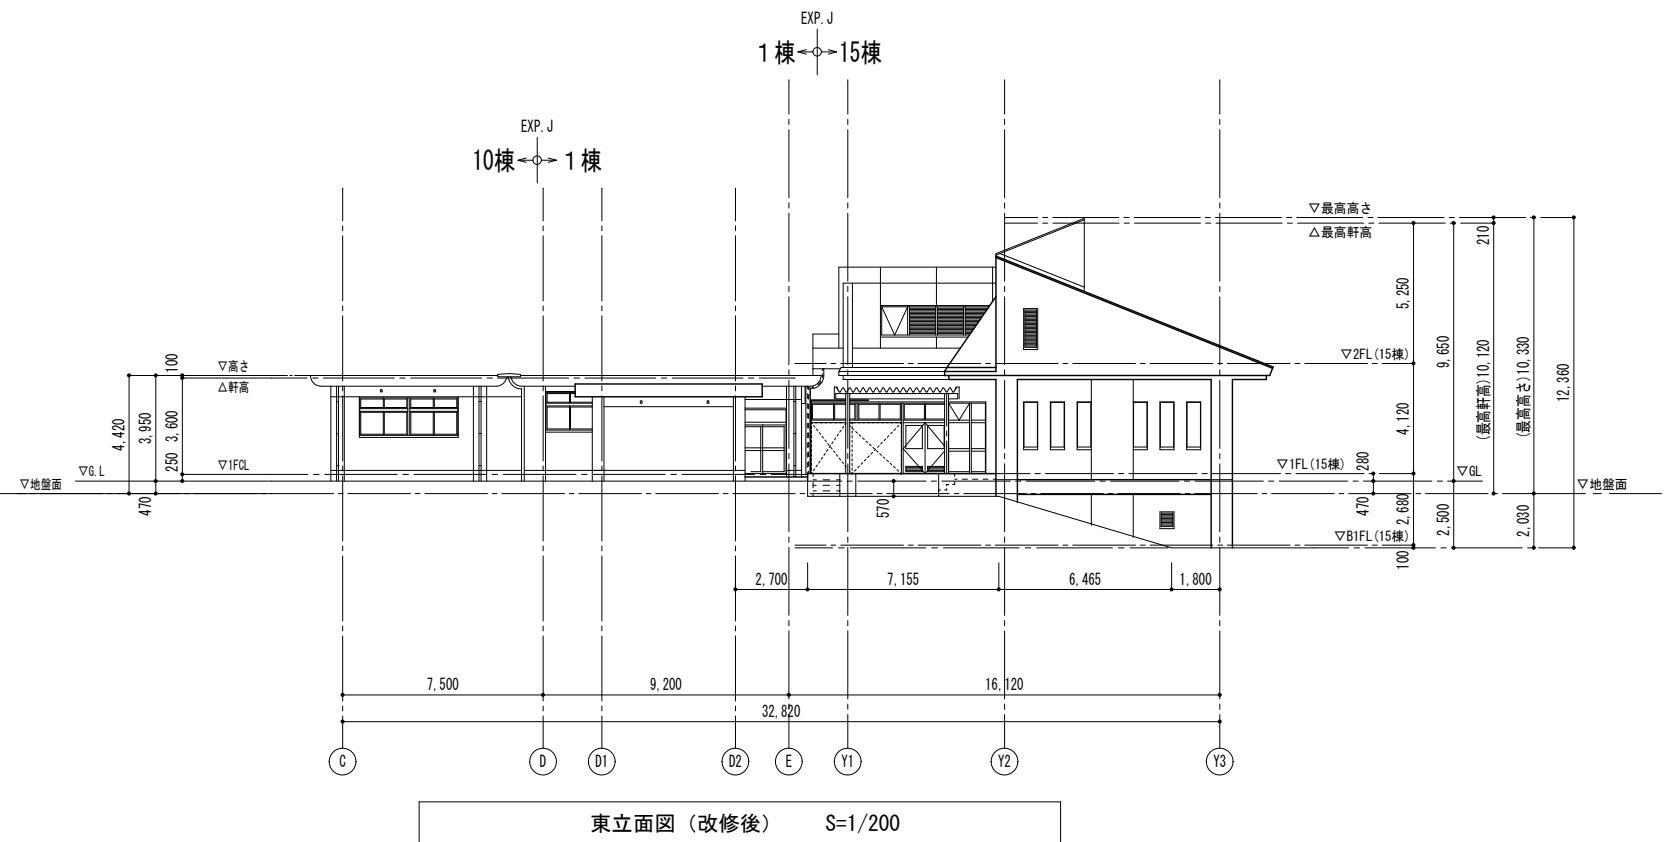 EXP.J
1棟 15棟
EXP.J
10棟 1棟
▽最高高さ
△最高軒高
210
5,250
9,650
(最高軒高)10,120
(最高高さ)10,330
12,360
▽2FL(15棟)
4,120
▽高さ
△軒高
100
4,420
3,950
3,600
250
▽1FCL
▽G.L
▽地盤面
470
▽1FL(15棟)
280
▽GL
▽地盤面
570
470
2,680
2,500
2,030
▽B1FL(15棟)
100
2,700 7,155 6,465 1,800
7,500 9,200 16,120
32,820
C D D1 D2 E Y1 Y2 Y3
東立面図（改修後） S=1/200